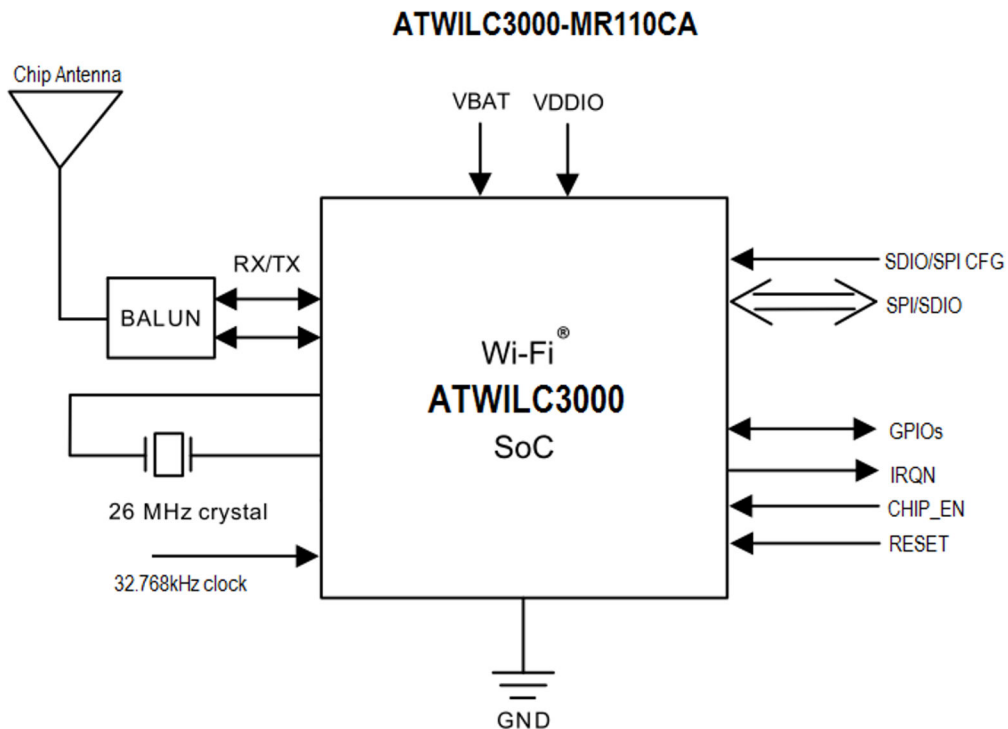 ATWILC3000-MR110CA
Chip Antenna
VBAT
VDDIO
RX/TX
BALUN
SDIO/SPI CFG
SPI/SDIO
Wi-Fi®
ATWILC3000
SoC
GPIOs
IRQN
CHIP_EN
RESET
26 MHz crystal
32.768kHz clock
GND